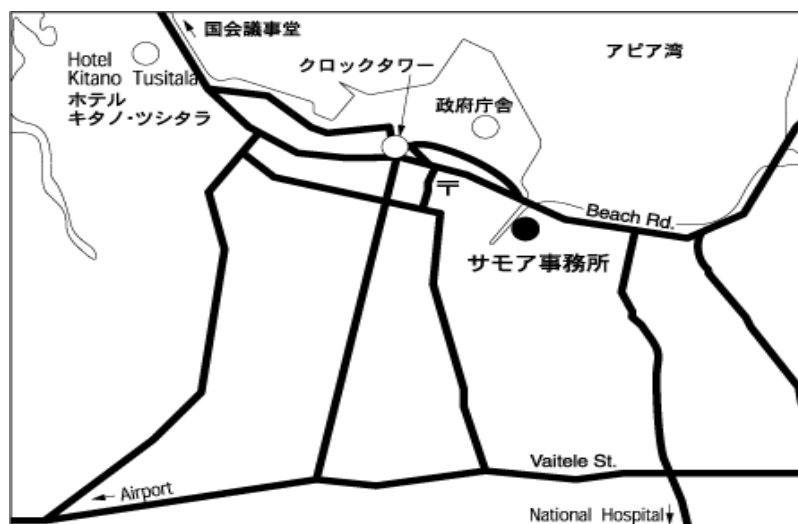 国会議事堂
Hotel
Kitano Tusitala
ホテル
キタノ・ツシタラ
クロックタワー
アピア湾
政府庁舎
〒
Beach Rd.
サモア事務所
Vaitele St.
← Airport
National Hospital ↓